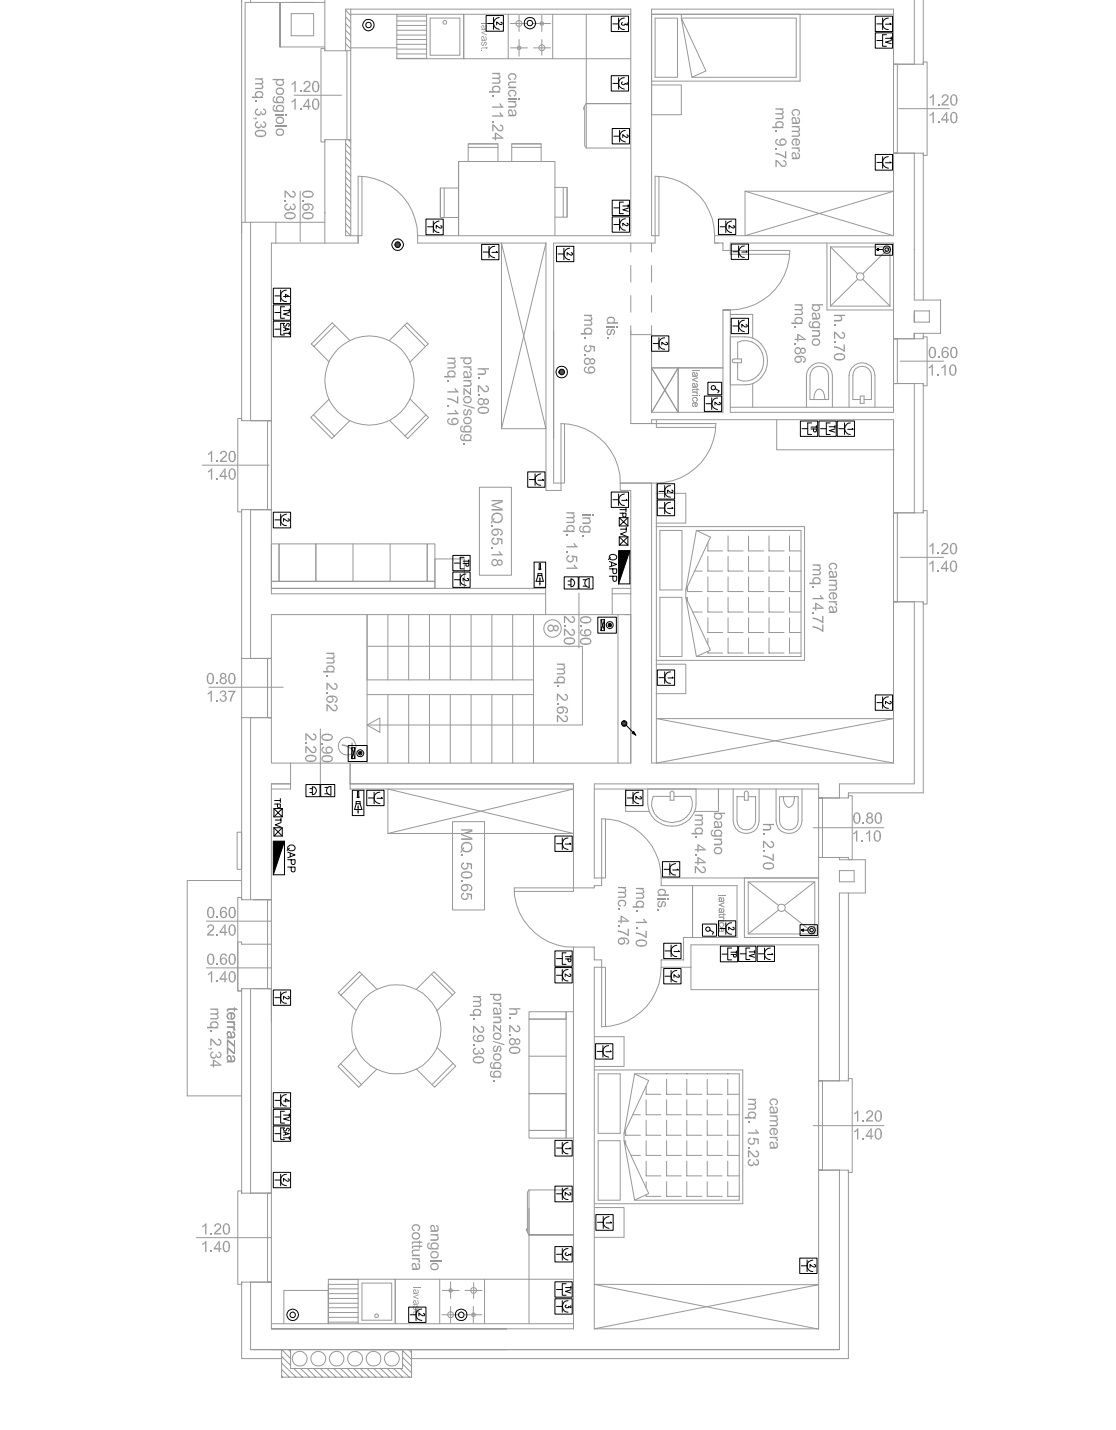 poggiolo
mq. 3,30
1.20
1.40
0.60
2.30
lavast.
cucina
mq. 11.24
camera
mq. 9.72
1.20
1.40
h. 2.70
bagno
mq. 4.86
0.60
1.10
dis.
mq. 5.89
lavatrice
h. 2.80
pranzo/sogg.
mq. 17.19
1.20
1.40
MQ.65.18
ing.
mq. 1.51
TP
TV
QAPP
camera
mq. 14.77
1.20
1.40
0.90
2.20
8
mq. 2.62
mq. 2.62
0.80
1.37
0.90
2.20
TP
TV
QAPP
MQ. 50.65
h. 2.70
bagno
mq. 4.42
0.80
1.10
dis.
mq. 1.70
mc. 4.76
lavatrice
0.60
2.40
0.60
1.40
terrazza
mq. 2,34
h. 2.80
pranzo/sogg.
mq. 29.30
camera
mq. 15.23
1.20
1.40
1.20
1.40
angolo
cottura